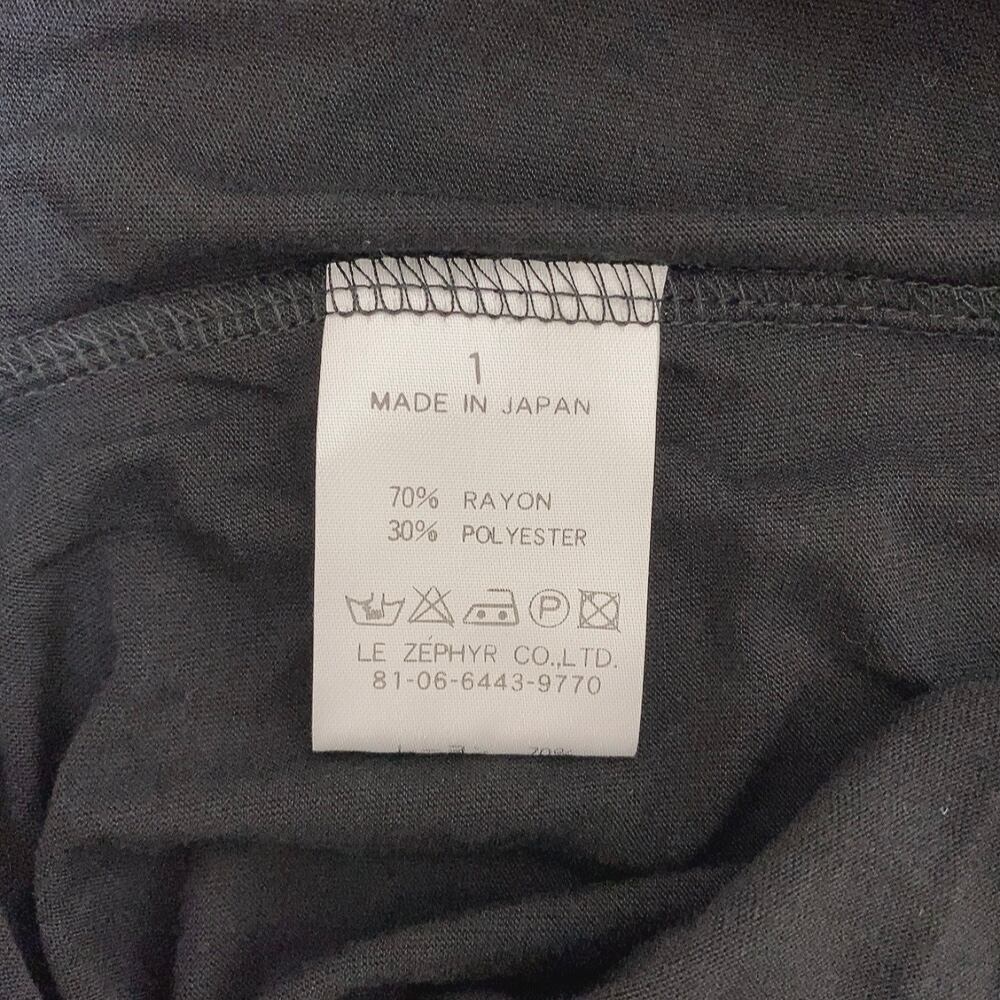 1
MADE IN JAPAN
70% RAYON
30% POLYESTER
P
LE ZÉPHYR CO.,LTD.
81-06-6443-9770